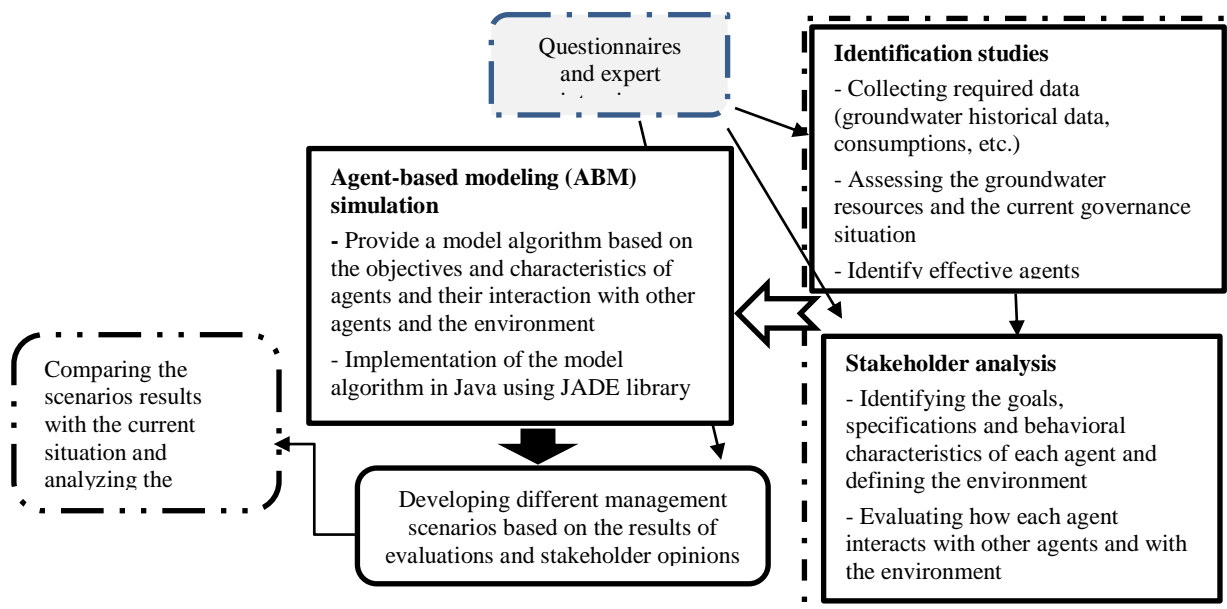 Questionnaires
and expert
Identification studies
- Collecting required data
(groundwater historical data,
consumptions, etc.)
- Assessing the groundwater
resources and the current governance
situation
- Identify effective agents
Agent-based modeling (ABM)
simulation
- Provide a model algorithm based on
the objectives and characteristics of
agents and their interaction with other
agents and the environment
- Implementation of the model
algorithm in Java using JADE library
Stakeholder analysis
- Identifying the goals,
specifications and behavioral
characteristics of each agent and
defining the environment
- Evaluating how each agent
interacts with other agents and with
the environment
Developing different management
scenarios based on the results of
evaluations and stakeholder opinions
Comparing the
scenarios results
with the current
situation and
analyzing the